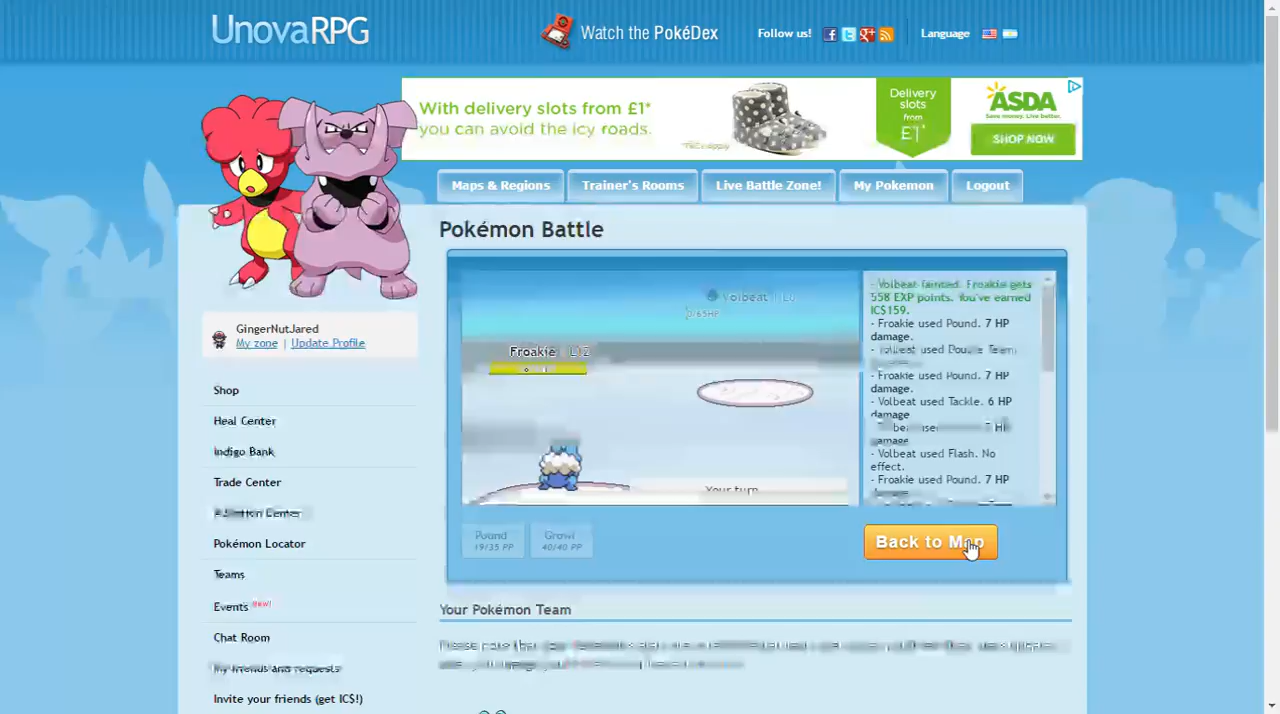 UnovaRPG
Watch the PokéDex
Follow us!
Language
With delivery slots from £1*
you can avoid the icy roads.
Delivery
slots
from
£1*
ASDA
SHOP NOW
Maps & Regions
Trainer's Rooms
Live Battle Zone!
My Pokemon
Logout
Pokémon Battle
GingerNutJared
My zone | Update Profile
Shop
Heal Center
Indigo Bank
Trade Center
Pokémon Locator
Teams
Events New!
Chat Room
My friends and requests
Invite your friends (get IC$!)
Volbeat
Froakie L12
Your turn
- Volbeat fainted. Froakie gets
558 EXP points. You've earned
IC$159.
- Froakie used Pound. 7 HP
damage.
- Volbeat used Double Team.
- Froakie used Pound. 7 HP
damage.
- Volbeat used Tackle. 6 HP
damage
- Volbeat used Flash. No
effect.
- Froakie used Pound. 7 HP
Pound
19/35 PP
Growl
40/40 PP
Back to Map
Your Pokémon Team